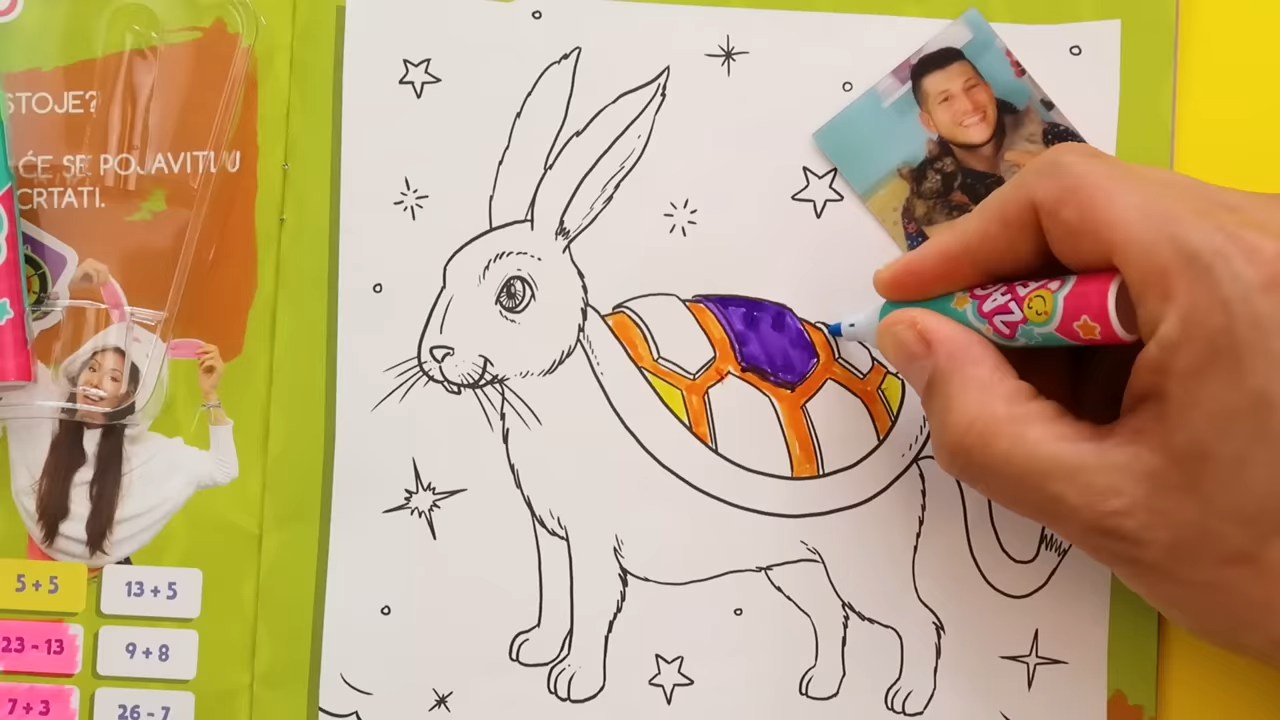 STOJE?
ĆE SE POJAVITI U
CRTATI.
5 + 5
13 + 5
23 - 13
9 + 8
7 + 3
26 - 7